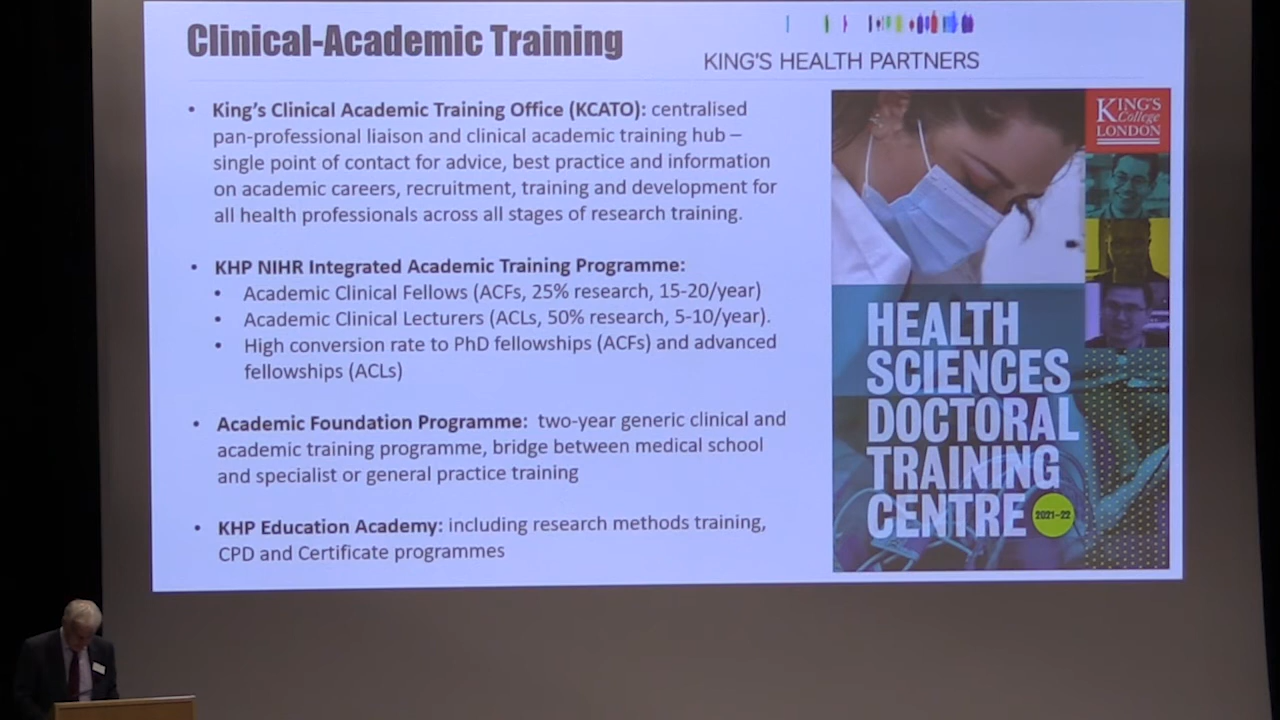 Clinical-Academic Training
KING'S HEALTH PARTNERS
• King's Clinical Academic Training Office (KCATO): centralised
pan-professional liaison and clinical academic training hub –
single point of contact for advice, best practice and information
on academic careers, recruitment, training and development for
all health professionals across all stages of research training.
• KHP NIHR Integrated Academic Training Programme:
• Academic Clinical Fellows (ACFs, 25% research, 15-20/year)
• Academic Clinical Lecturers (ACLs, 50% research, 5-10/year).
• High conversion rate to PhD fellowships (ACFs) and advanced
fellowships (ACLs)
• Academic Foundation Programme: two-year generic clinical and
academic training programme, bridge between medical school
and specialist or general practice training
• KHP Education Academy: including research methods training,
CPD and Certificate programmes
KING'S
College
LONDON
HEALTH
SCIENCES
DOCTORAL
TRAINING
CENTRE
2021-22